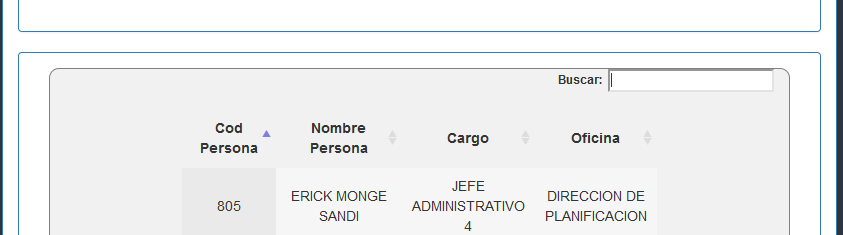 Buscar:
Cod Persona
Nombre Persona
Cargo
Oficina
805
ERICK MONGE SANDI
JEFE ADMINISTRATIVO 4
DIRECCION DE PLANIFICACION